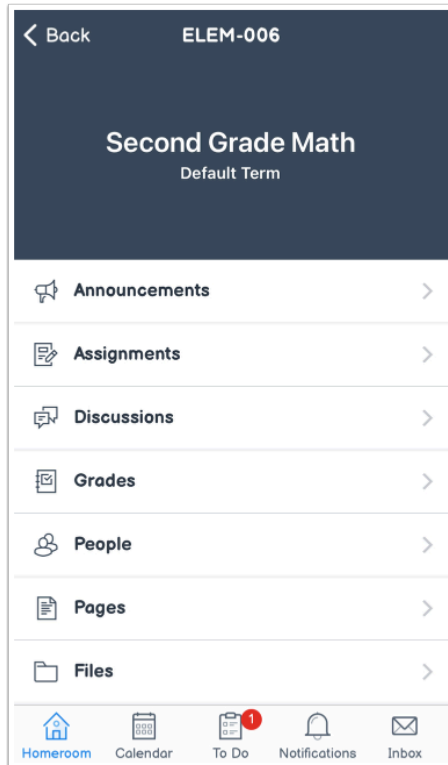 Back ELEM-006
Second Grade Math
Default Term
Announcements
Assignments
Discussions
Grades
People
Pages
Files
1
Homeroom Calendar To Do Notifications Inbox